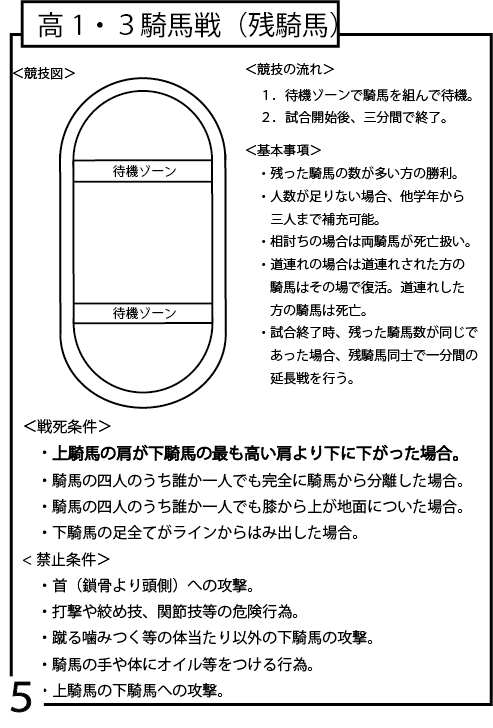 高１・３騎馬戦（残騎馬）
＜競技図＞
待機ゾーン
待機ゾーン
＜競技の流れ＞
１．待機ゾーンで騎馬を組んで待機。
２．試合開始後、三分間で終了。
＜基本事項＞
・残った騎馬の数が多い方の勝利。
・人数が足りない場合、他学年から
三人まで補充可能。
・相討ちの場合は両騎馬が死亡扱い。
・道連れの場合は道連れされた方の
騎馬はその場で復活。道連れした
方の騎馬は死亡。
・試合終了時、残った騎馬数が同じで
あった場合、残騎馬同士で一分間の
延長戦を行う。
＜戦死条件＞
・上騎馬の肩が下騎馬の最も高い肩より下に下がった場合。
・騎馬の四人のうち誰か一人でも完全に騎馬から分離した場合。
・騎馬の四人のうち誰か一人でも膝から上が地面についた場合。
・下騎馬の足全てがラインからはみ出した場合。
＜禁止条件＞
・首（鎖骨より頭側）への攻撃。
・打撃や絞め技、関節技等の危険行為。
・蹴る噛みつく等の体当たり以外の下騎馬の攻撃。
・騎馬の手や体にオイル等をつける行為。
・上騎馬の下騎馬への攻撃。
5